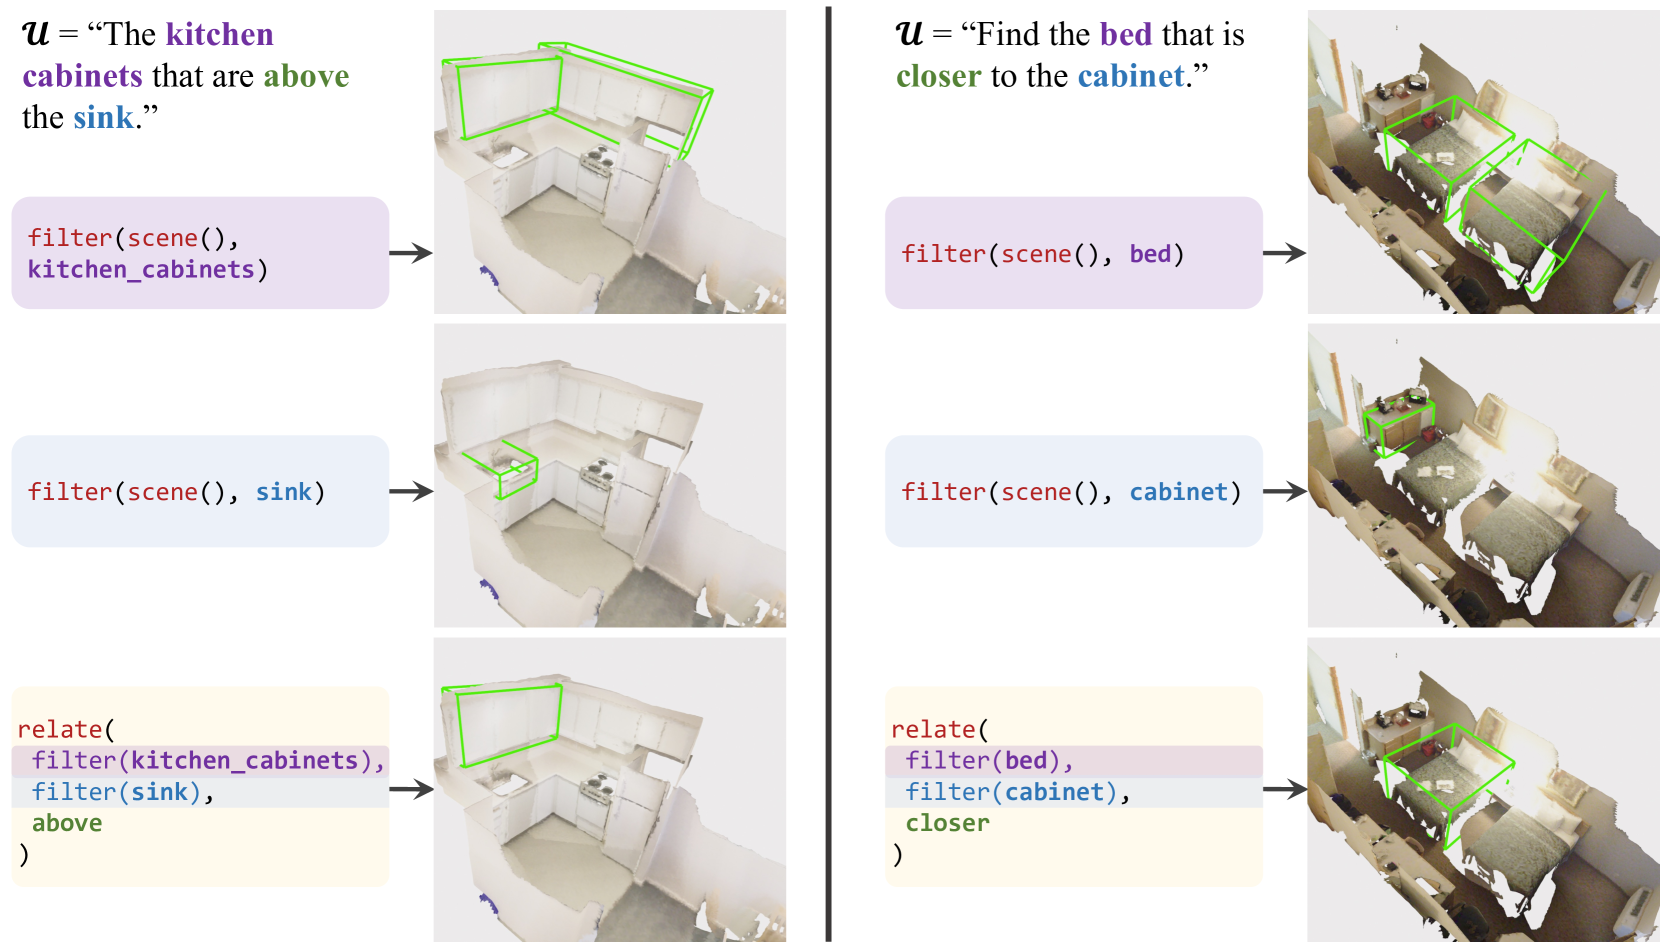 𝒰 = “The kitchen
cabinets that are above
the sink.”
filter(scene(),
kitchen_cabinets)
filter(scene(), sink)
relate(
filter(kitchen_cabinets),
filter(sink),
above
)
𝒰 = “Find the bed that is
closer to the cabinet.”
filter(scene(), bed)
filter(scene(), cabinet)
relate(
filter(bed),
filter(cabinet),
closer
)